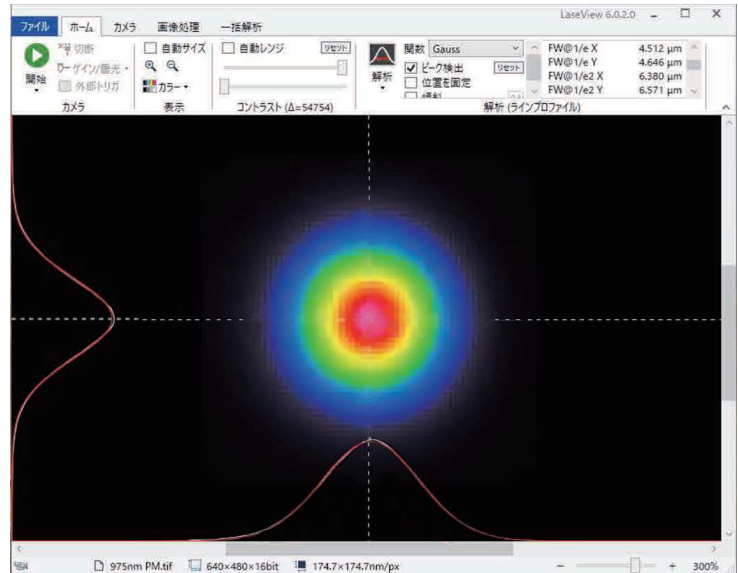 LaseView 6.0.2.0
ファイル ホーム カメラ 画像処理 一括解析
開始
切断
ゲイン/露光
外部トリガ
カメラ
自動サイズ
カラー
表示
自動レンジ リセット
コントラスト (Δ=54754)
解析
関数 Gauss
ピーク検出 リセット
位置を固定
FW@1/e X 4.512 μm
FW@1/e Y 4.646 μm
FW@1/e2 X 6.380 μm
FW@1/e2 Y 6.571 μm
解析 (ラインプロファイル)
975nm PM.tif 640×480×16bit 174.7×174.7nm/px 300%